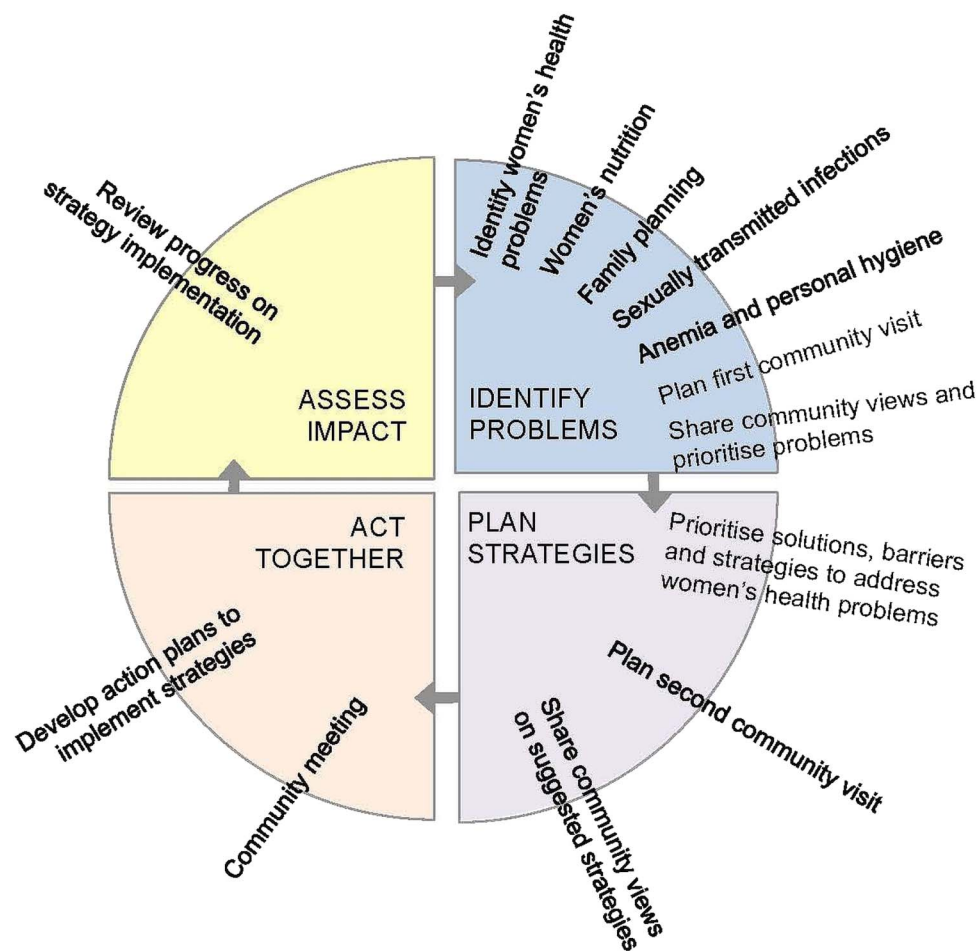 Identify women's health
problems
Women's nutrition
Family planning
Sexually transmitted infections
Anemia and personal hygiene
Plan first community visit
Share community views and
prioritise problems
IDENTIFY
PROBLEMS
Prioritise solutions, barriers
and strategies to address
women's health problems
Plan second community visit
Share community views
on suggested strategies
PLAN
STRATEGIES
Community meeting
Develop action plans to
implement strategies
ACT
TOGETHER
Review progress on
strategy implementation
ASSESS
IMPACT